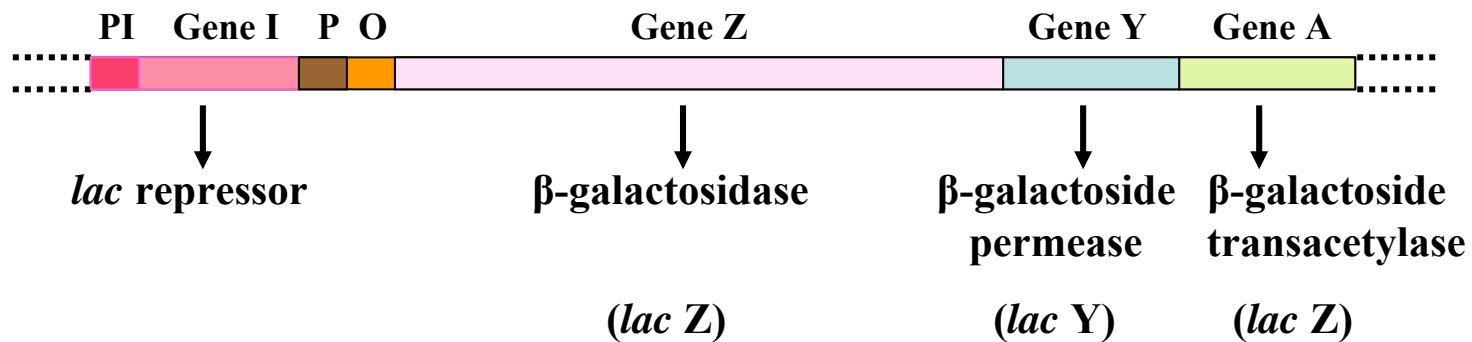 PI Gene I P O Gene Z Gene Y Gene A
lac repressor β-galactosidase β-galactoside β-galactoside
permease transacetylase
(lac Z) (lac Y) (lac Z)